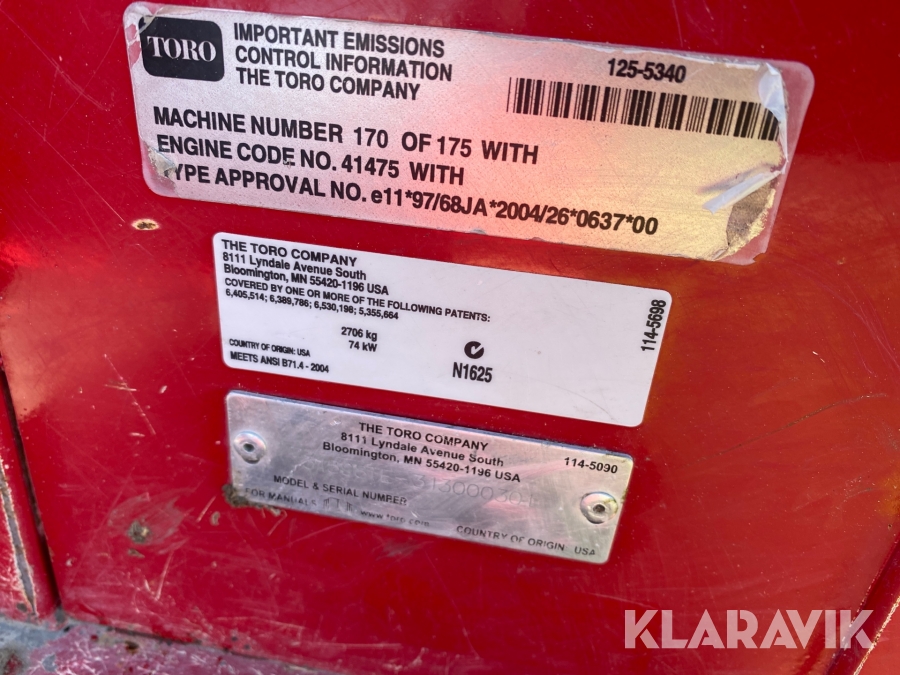 TORO
IMPORTANT EMISSIONS
CONTROL INFORMATION
THE TORO COMPANY
125-5340
MACHINE NUMBER 170 OF 175 WITH
ENGINE CODE NO. 41475 WITH
TYPE APPROVAL NO. e11*97/68JA*2004/26*0637*00
THE TORO COMPANY
8111 Lyndale Avenue South
Bloomington, MN 55420-1196 USA
COVERED BY ONE OR MORE OF THE FOLLOWING PATENTS:
6,405,514; 6,389,786; 6,530,198; 5,355,664
2706 kg
74 kW
COUNTRY OF ORIGIN: USA
MEETS ANSI B71.4 - 2004
N1625
114-5698
THE TORO COMPANY
8111 Lyndale Avenue South
Bloomington, MN 55420-1196 USA
114-5090
MODEL & SERIAL NUMBER
FOR MANUALS www.toro.com
COUNTRY OF ORIGIN USA
KLARAVIK